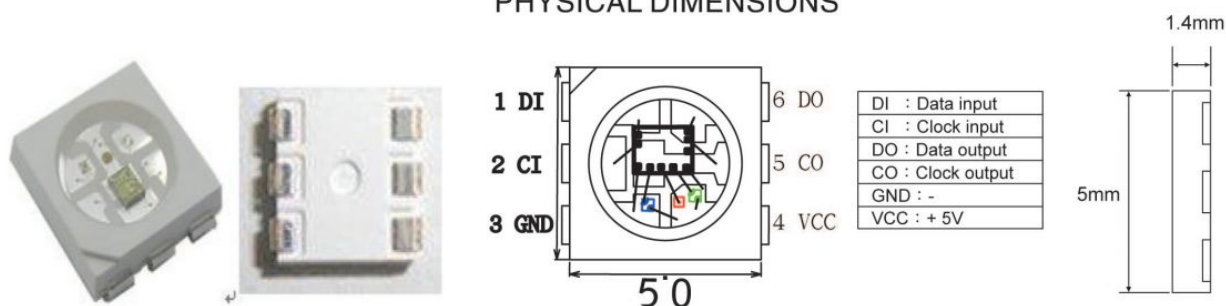 PHYSICAL DIMENSIONS
1.4mm
1 DI
6 DO
2 CI
5 CO
3 GND
4 VCC
5.0
DI : Data input
CI : Clock input
DO : Data output
CO : Clock output
GND : -
VCC : + 5V
5mm